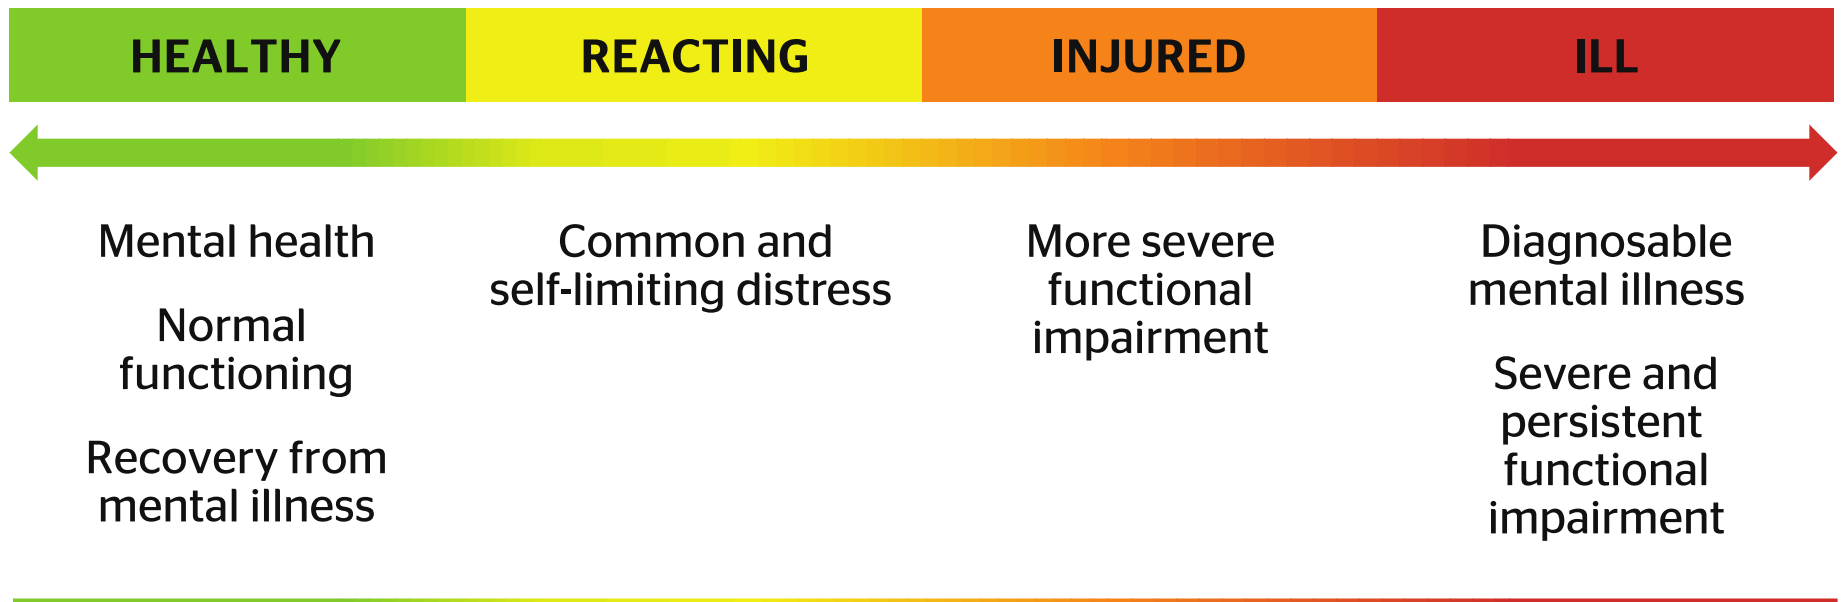 HEALTHY
REACTING
INJURED
ILL
Mental health
Normal
functioning
Recovery from
mental illness
Common and
self-limiting distress
More severe
functional
impairment
Diagnosable
mental illness
Severe and
persistent
functional
impairment